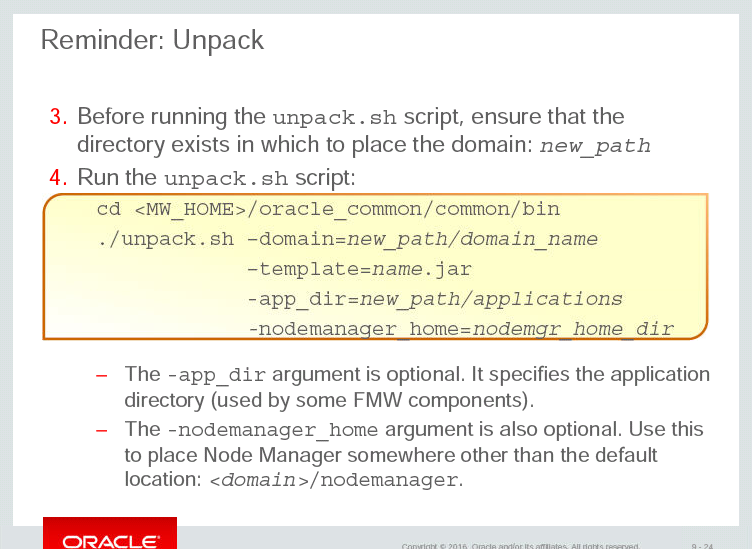 Reminder: Unpack
3. Before running the unpack.sh script, ensure that the
directory exists in which to place the domain: new_path
4. Run the unpack.sh script:
cd <MW_HOME>/oracle_common/common/bin
./unpack.sh –domain=new_path/domain_name
–template=name.jar
-app_dir=new_path/applications
-nodemanager_home=nodemgr_home_dir
– The -app_dir argument is optional. It specifies the application
directory (used by some FMW components).
– The -nodemanager_home argument is also optional. Use this
to place Node Manager somewhere other than the default
location: <domain>/nodemanager.
ORACLE
Copyright © 2016, Oracle and/or its affiliates. All rights reserved. 9 - 24